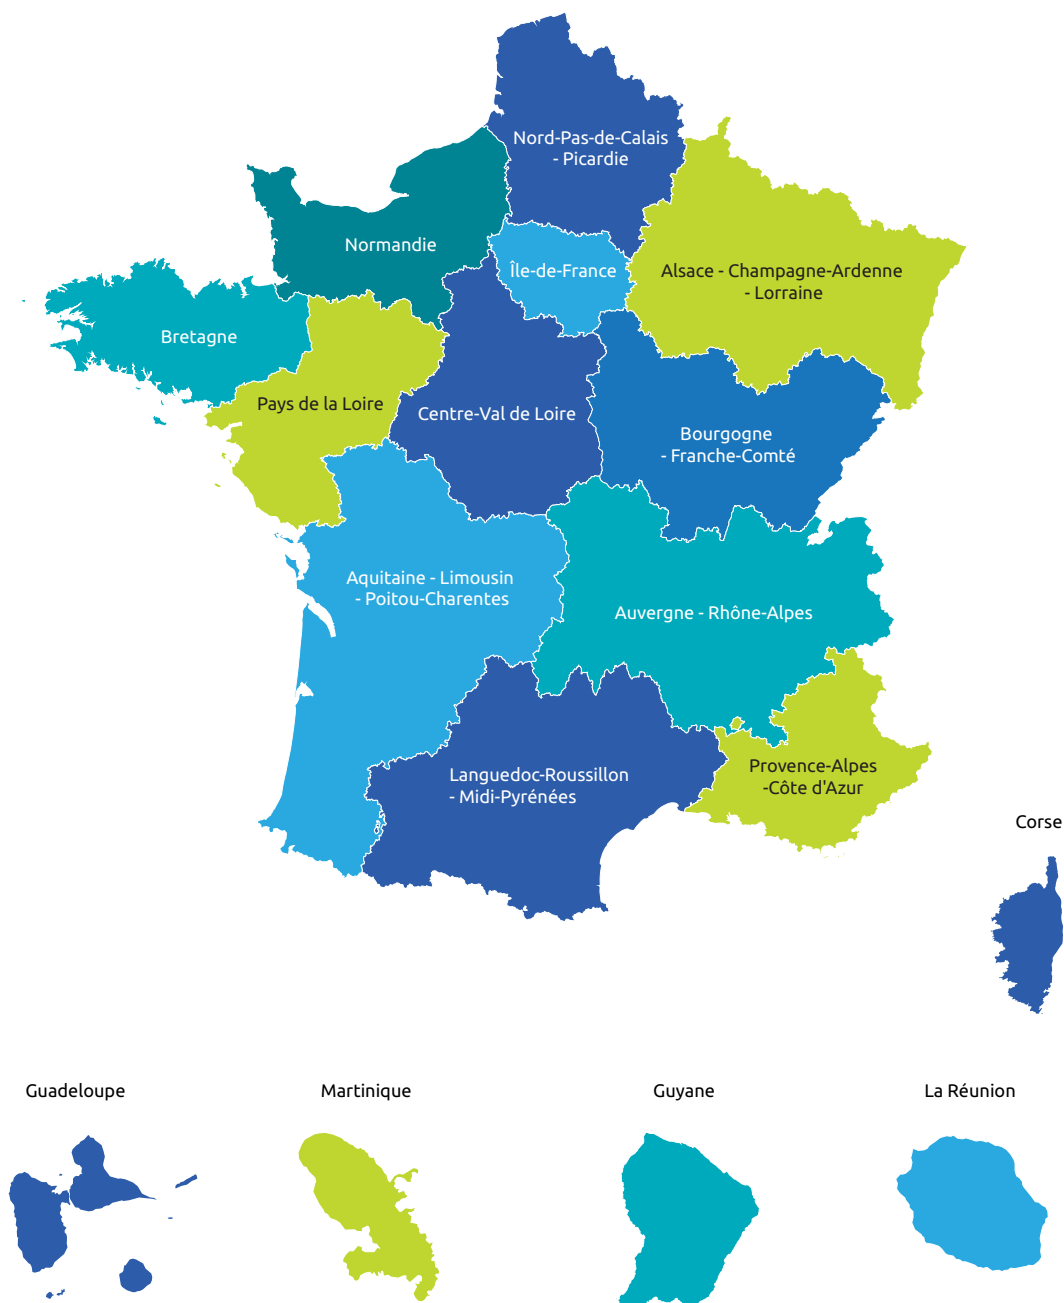 Nord-Pas-de-Calais
- Picardie
Normandie
Île-de-France
Alsace - Champagne-Ardenne
- Lorraine
Bretagne
Pays de la Loire
Centre-Val de Loire
Bourgogne
- Franche-Comté
Aquitaine - Limousin
- Poitou-Charentes
Auvergne - Rhône-Alpes
Languedoc-Roussillon
- Midi-Pyrénées
Provence-Alpes
-Côte d'Azur
Corse
Guadeloupe
Martinique
Guyane
La Réunion